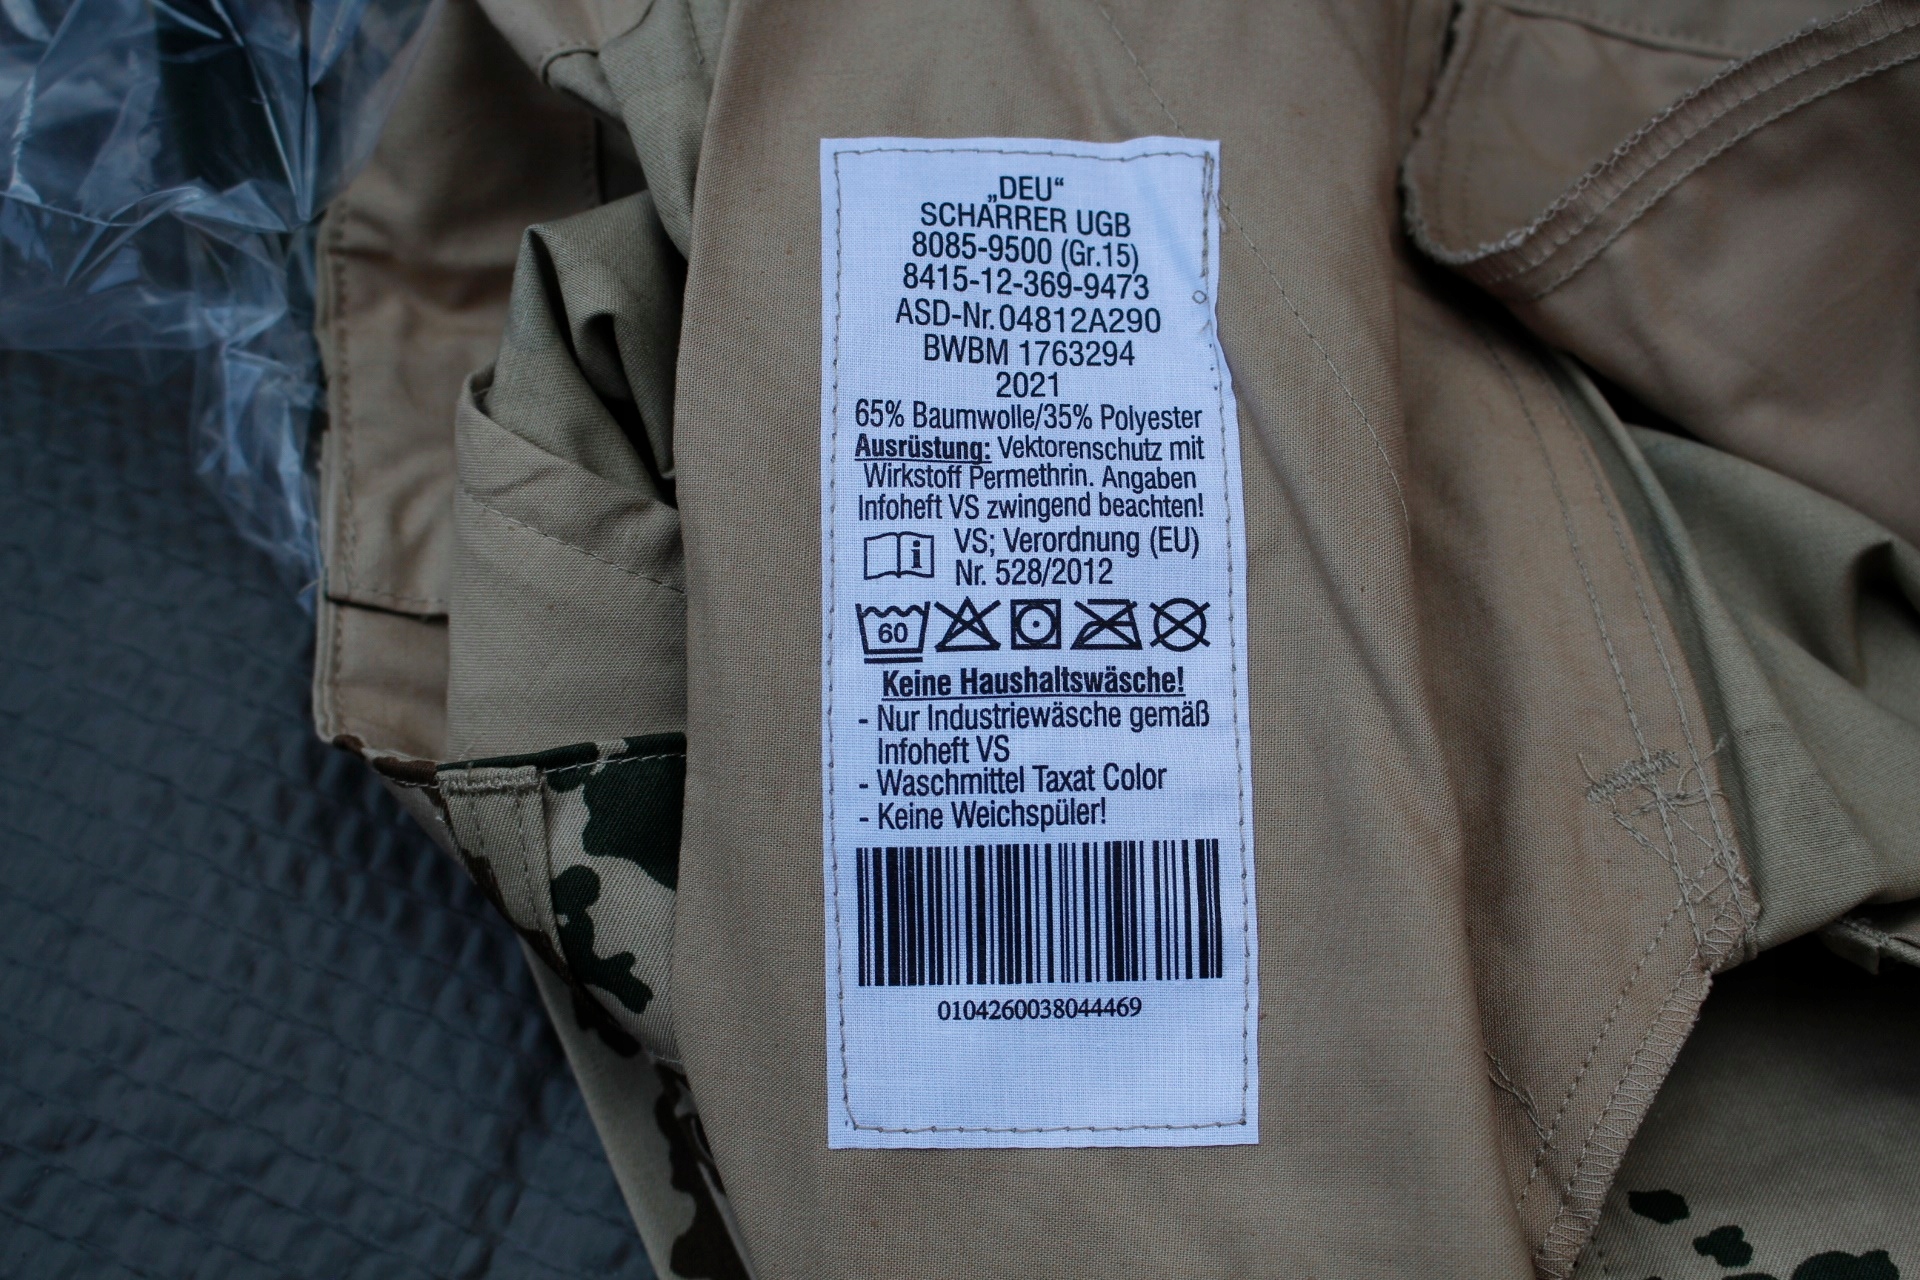 „DEU“
SCHARRER UGB
8085-9500 (Gr.15)
8415-12-369-9473
ASD-Nr.04812A290
BWBM 1763294
2021
65% Baumwolle/35% Polyester
Ausrüstung: Vektorenschutz mit
Wirkstoff Permethrin. Angaben
Infoheft VS zwingend beachten!
VS; Verordnung (EU)
Nr. 528/2012
60
Keine Haushaltswäsche!
- Nur Industriewäsche gemäß
Infoheft VS
- Waschmittel Taxat Color
- Keine Weichspüler!
0104260038044469